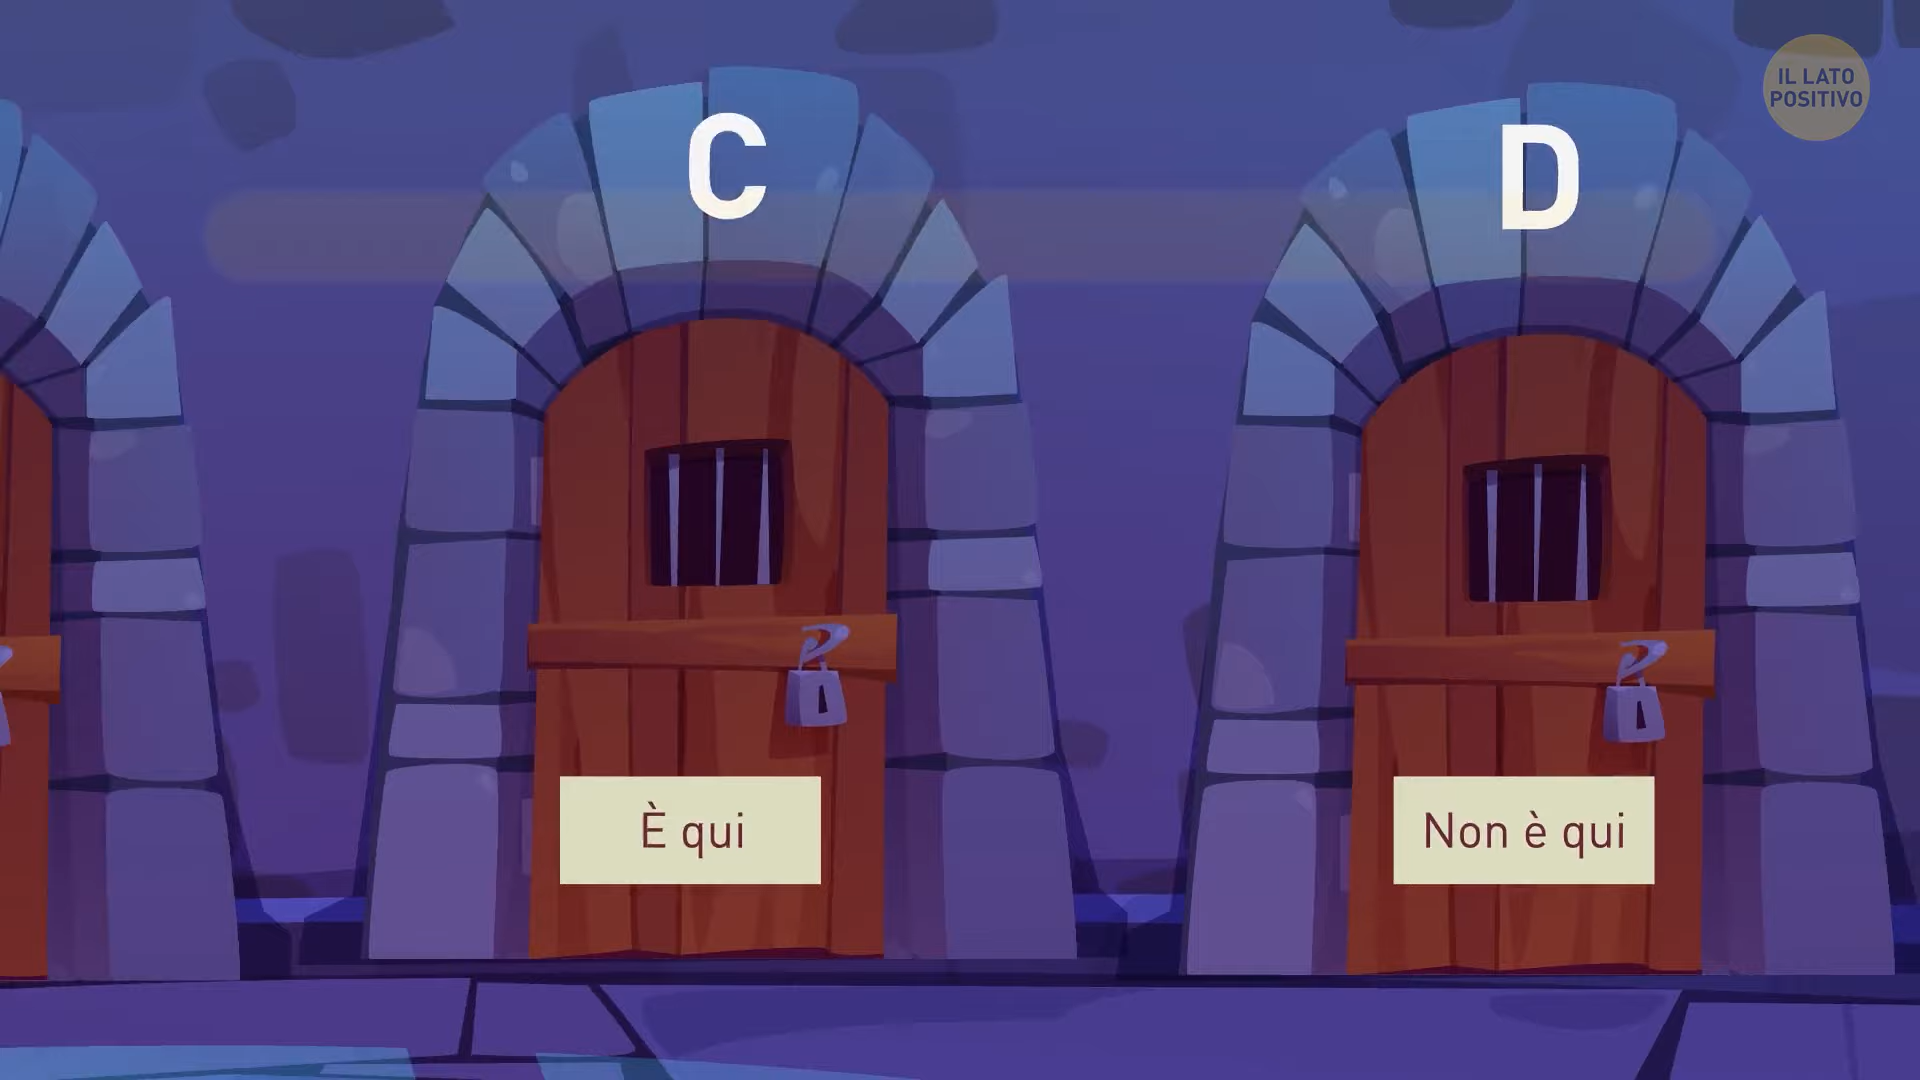 C
D
IL LATO
POSITIVO
È qui
Non è qui